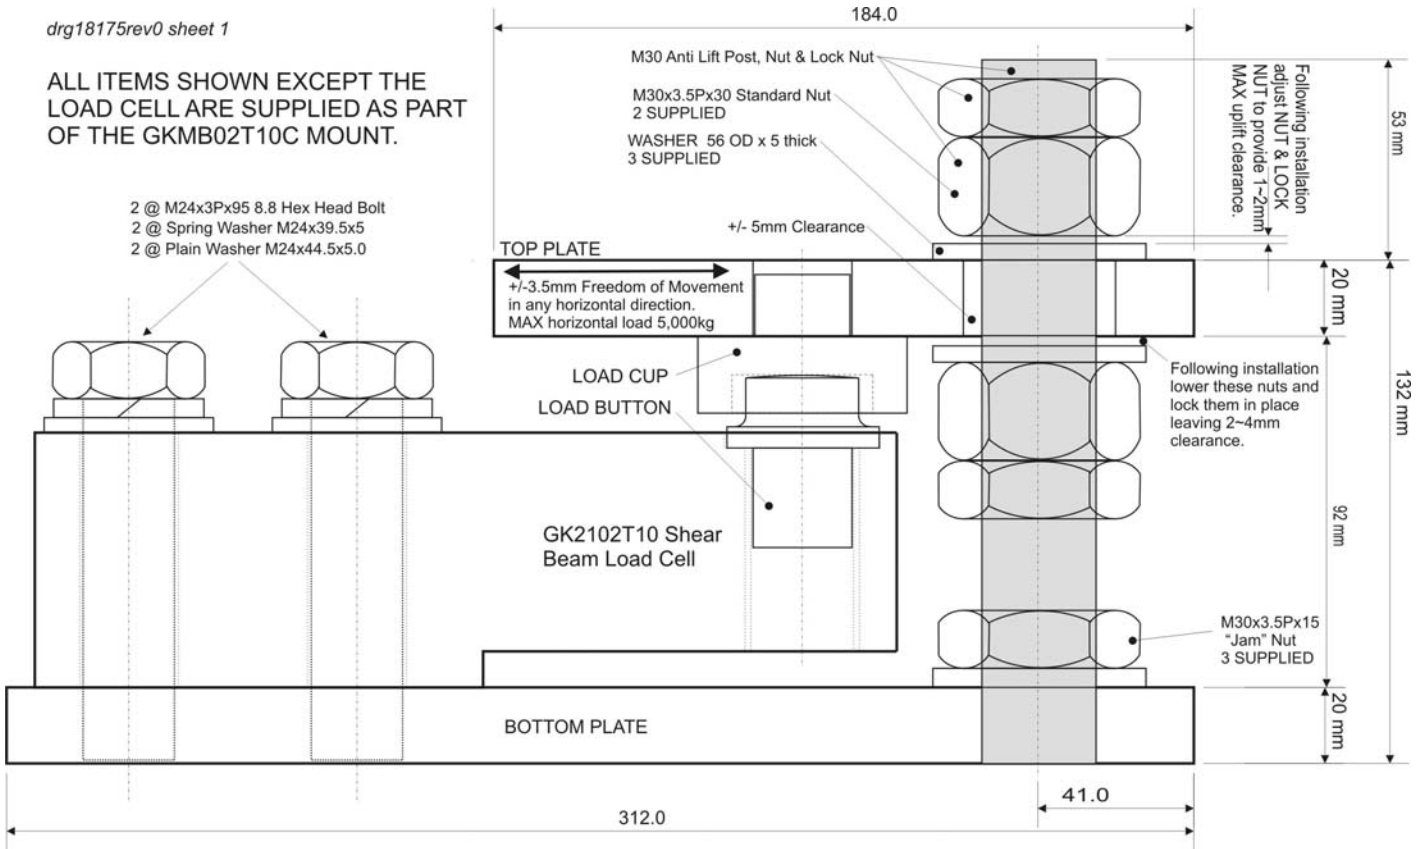 drg18175rev0 sheet 1
ALL ITEMS SHOWN EXCEPT THE
LOAD CELL ARE SUPPLIED AS PART
OF THE GKMB02T10C MOUNT.
184.0
M30 Anti Lift Post, Nut & Lock Nut
M30x3.5Px30 Standard Nut
2 SUPPLIED
WASHER 56 OD x 5 thick
3 SUPPLIED
+/- 5mm Clearance
Following installation
adjust NUT & LOCK
NUT to provide 1~2mm
MAX uplift clearance.
53 mm
2 @ M24x3Px95 8.8 Hex Head Bolt
2 @ Spring Washer M24x39.5x5
2 @ Plain Washer M24x44.5x5.0
TOP PLATE
+/-3.5mm Freedom of Movement
in any horizontal direction.
MAX horizontal load 5,000kg
20 mm
LOAD CUP
LOAD BUTTON
Following installation
lower these nuts and
lock them in place
leaving 2~4mm
clearance.
132 mm
92 mm
GK2102T10 Shear
Beam Load Cell
M30x3.5Px15
"Jam" Nut
3 SUPPLIED
BOTTOM PLATE
20 mm
41.0
312.0